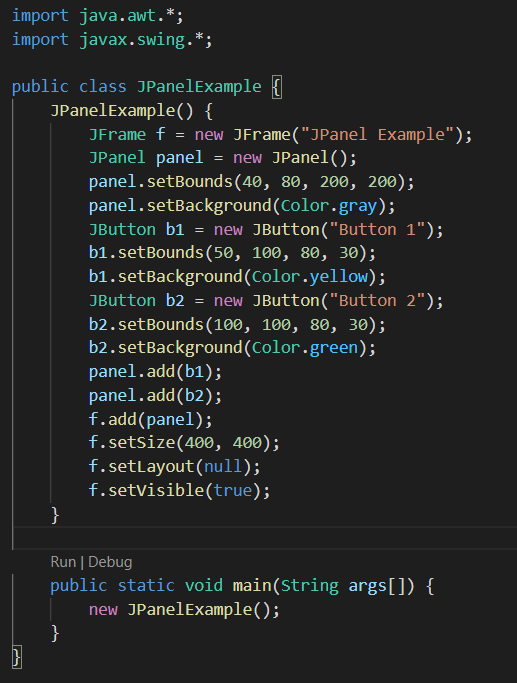 import java.awt.*;
import javax.swing.*;
public class JPanelExample {
JPanelExample() {
JFrame f = new JFrame("JPanel Example");
JPanel panel = new JPanel();
panel.setBounds(40, 80, 200, 200);
panel.setBackground(Color.gray);
JButton b1 = new JButton("Button 1");
b1.setBounds(50, 100, 80, 30);
b1.setBackground(Color.yellow);
JButton b2 = new JButton("Button 2");
b2.setBounds(100, 100, 80, 30);
b2.setBackground(Color.green);
panel.add(b1);
panel.add(b2);
f.add(panel);
f.setSize(400, 400);
f.setLayout(null);
f.setVisible(true);
}
Run | Debug
public static void main(String args[]) {
new JPanelExample();
}
}